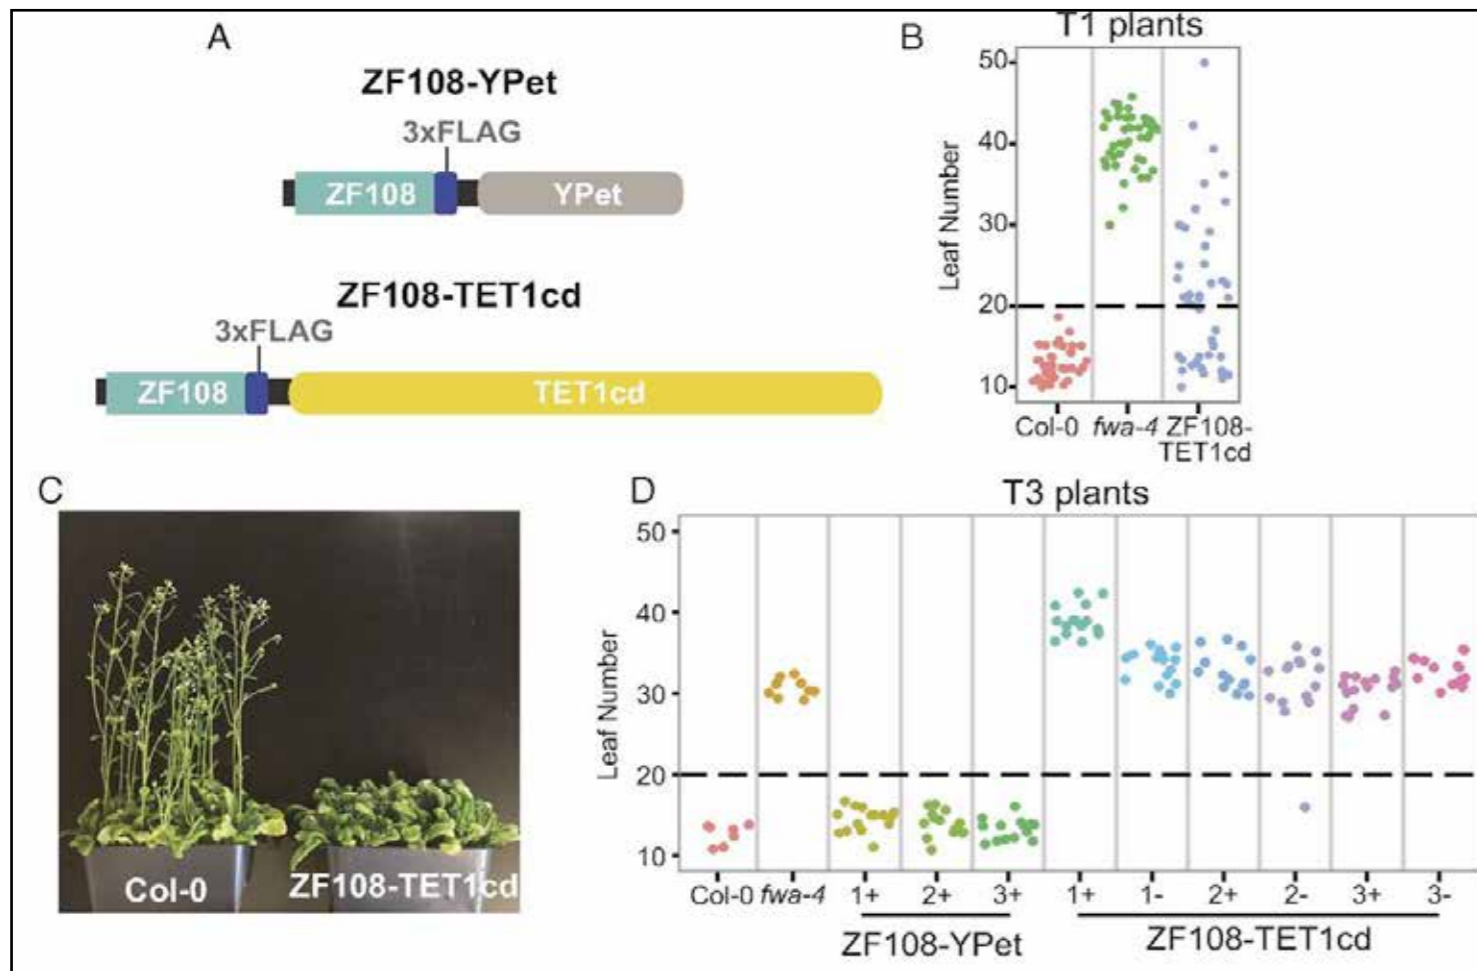 A
ZF108-YPet
3xFLAG
ZF108
YPet
ZF108-TET1cd
3xFLAG
ZF108
TET1cd
B
T1 plants
Leaf Number
50
40
30
20
10
Col-0
fwa-4
ZF108-
TET1cd
C
Col-0
ZF108-TET1cd
D
T3 plants
Leaf Number
50
40
30
20
10
Col-0 fwa-4 1+ 2+ 3+ 1+ 1- 2+ 2- 3+ 3-
ZF108-YPet
ZF108-TET1cd